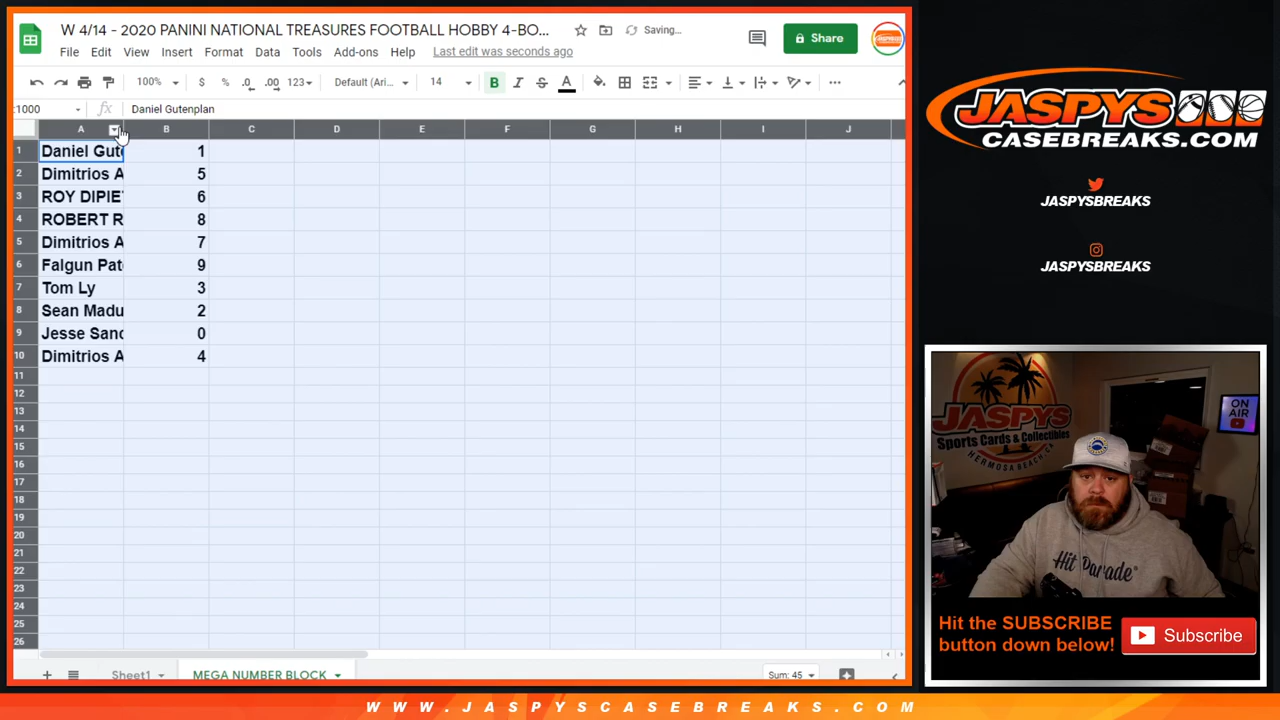 W 4/14 - 2020 PANINI NATIONAL TREASURES FOOTBALL HOBBY 4-BO...
Saving...
File Edit View Insert Format Data Tools Add-ons Help Last edit was seconds ago
Share
100% $ % .0 .00 123 Default (Ari... 14 B I S A
:1000 fx Daniel Gutenplan
A B C D E F G H I J
1 Daniel Gute 1
2 Dimitrios A 5
3 ROY DIPIE 6
4 ROBERT R 8
5 Dimitrios A 7
6 Falgun Pate 9
7 Tom Ly 3
8 Sean Madu 2
9 Jesse Sanc 0
10 Dimitrios A 4
11
12
13
14
15
16
17
18
19
20
21
22
23
24
25
26
Sheet1 MEGA NUMBER BLOCK Sum: 45
JASPYS
CASEBREAKS.COM
JASPYSBREAKS
JASPYSBREAKS
JASPYS
Sports Cards & Collectibles
HERMOSA BEACH, CA
ON
AIR
Hit Parade
Hit the SUBSCRIBE
button down below!
Subscribe
WWW.JASPYSCASEBREAKS.COM